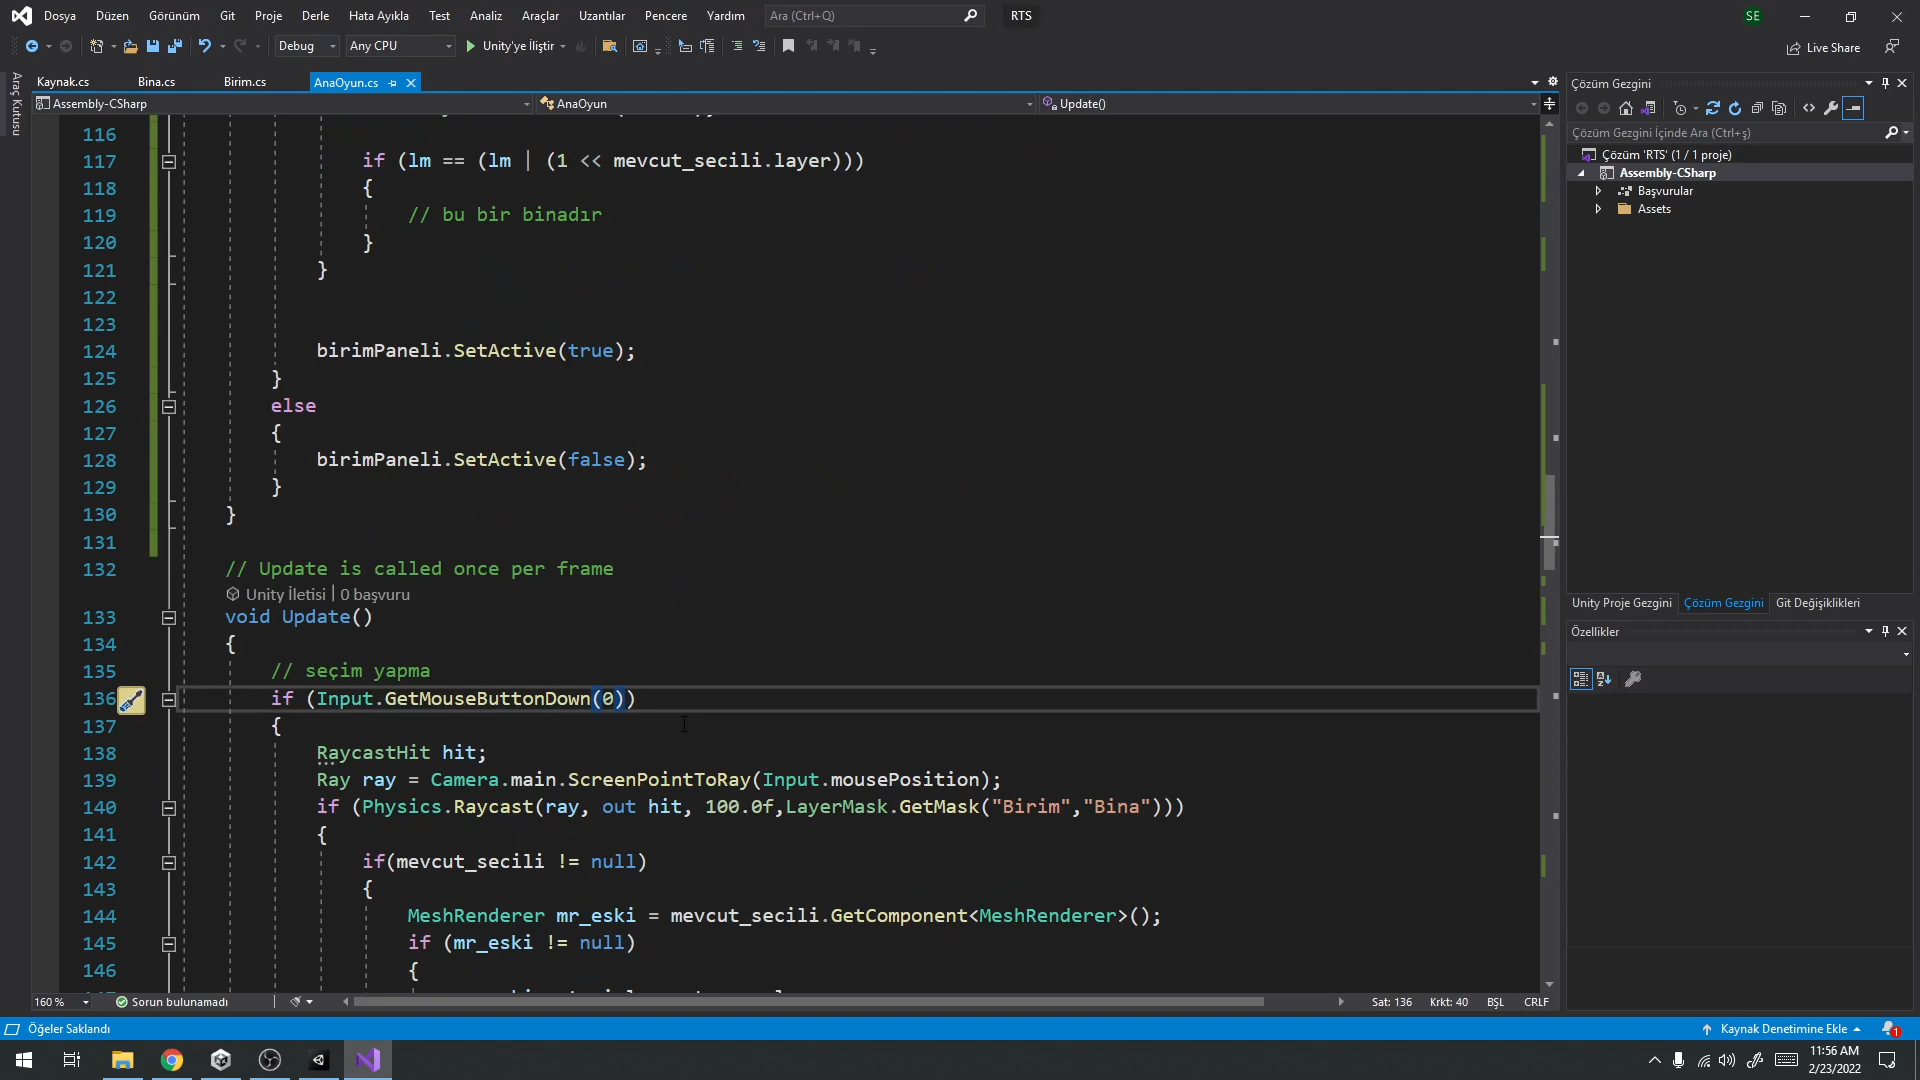 Dosya Düzen Görünüm Git Proje Derle Hata Ayıkla Test Analiz Araçlar Uzantılar Pencere Yardım Ara (Ctrl+Q) RTS SE
Debug Any CPU Unity'ye İliştir Live Share
Araç Kutusu
Kaynak.cs Bina.cs Birim.cs AnaOyun.cs
Assembly-CSharp AnaOyun Update()
116
117 if (lm == (lm | (1 << mevcut_secili.layer)))
118 {
119 // bu bir binadır
120 }
121 }
122
123
124 birimPaneli.SetActive(true);
125 }
126 else
127 {
128 birimPaneli.SetActive(false);
129 }
130 }
131
132 // Update is called once per frame
Unity İletisi | 0 başvuru
133 void Update()
134 {
135 // seçim yapma
136 if (Input.GetMouseButtonDown(0))
137 {
138 RaycastHit hit;
139 Ray ray = Camera.main.ScreenPointToRay(Input.mousePosition);
140 if (Physics.Raycast(ray, out hit, 100.0f,LayerMask.GetMask("Birim","Bina")))
141 {
142 if(mevcut_secili != null)
143 {
144 MeshRenderer mr_eski = mevcut_secili.GetComponent<MeshRenderer>();
145 if (mr_eski != null)
146 {
160 % Sorun bulunamadı Sat: 136 Krkt: 40 BŞL CRLF
Çözüm Gezgini
Çözüm Gezgini İçinde Ara (Ctrl+ş)
Çözüm 'RTS' (1 / 1 proje)
Assembly-CSharp
Başvurular
Assets
Unity Proje Gezgini Çözüm Gezgini Git Değişiklikleri
Özellikler
Öğeler Saklandı Kaynak Denetimine Ekle 1
11:56 AM
2/23/2022